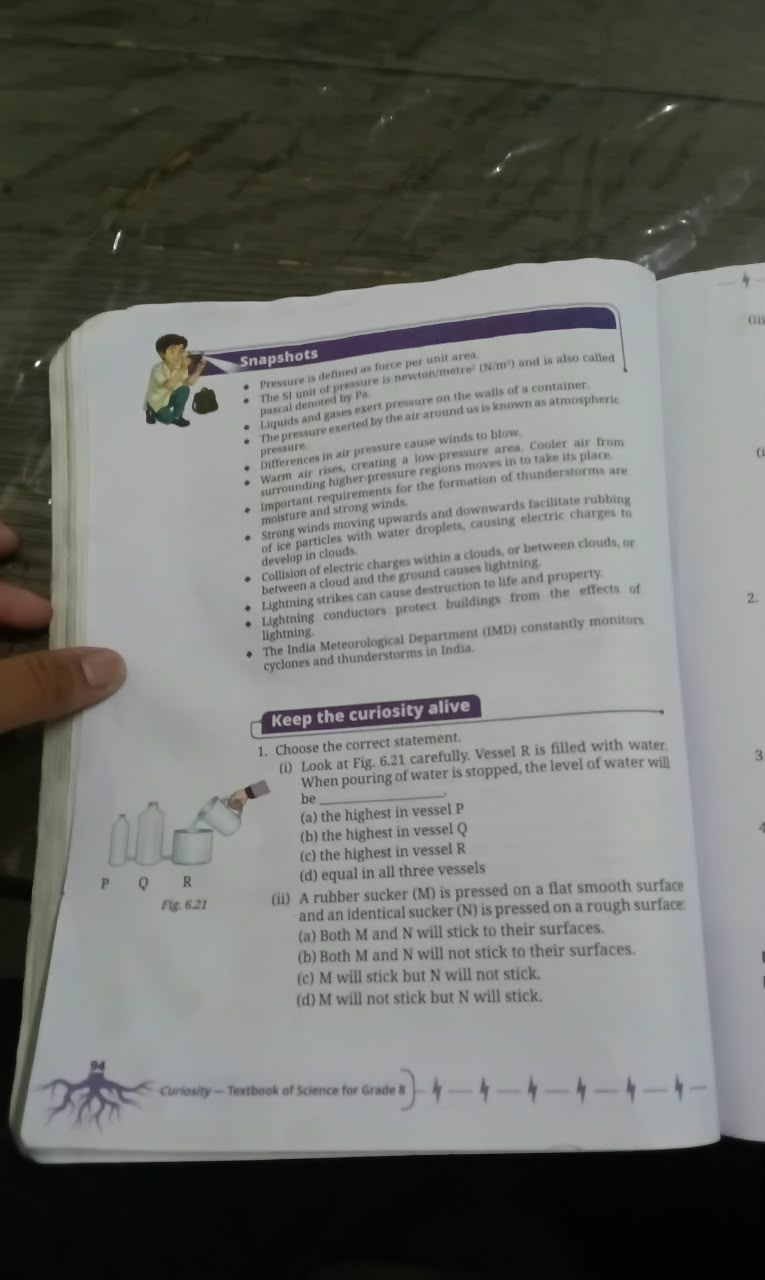 Snapshots
Pressure is defined as force per unit area.
The SI unit of pressure is newton/metre² (N/m²) and is also called
pascal denoted by Pa.
Liquids and gases exert pressure on the walls of a container.
The pressure exerted by the air around us is known as atmospheric
pressure.
Differences in air pressure cause winds to blow.
Warm air rises, creating a low-pressure area. Cooler air from
surrounding higher-pressure regions moves in to take its place.
Important requirements for the formation of thunderstorms are
moisture and strong winds.
Strong winds moving upwards and downwards facilitate rubbing
of ice particles with water droplets, causing electric charges to
develop in clouds.
Collision of electric charges within a clouds, or between clouds, or
between a cloud and the ground causes lightning.
Lightning strikes can cause destruction to life and property.
Lightning conductors protect buildings from the effects of
lightning.
The India Meteorological Department (IMD) constantly monitors
cyclones and thunderstorms in India.
Keep the curiosity alive
1. Choose the correct statement.
(i) Look at Fig. 6.21 carefully. Vessel R is filled with water.
When pouring of water is stopped, the level of water will
be ____________.
(a) the highest in vessel P
(b) the highest in vessel Q
(c) the highest in vessel R
(d) equal in all three vessels
P Q R
Fig. 6.21
(ii) A rubber sucker (M) is pressed on a flat smooth surface
and an identical sucker (N) is pressed on a rough surface:
(a) Both M and N will stick to their surfaces.
(b) Both M and N will not stick to their surfaces.
(c) M will stick but N will not stick.
(d) M will not stick but N will stick.
94
Curiosity — Textbook of Science for Grade 8
2.
3
4